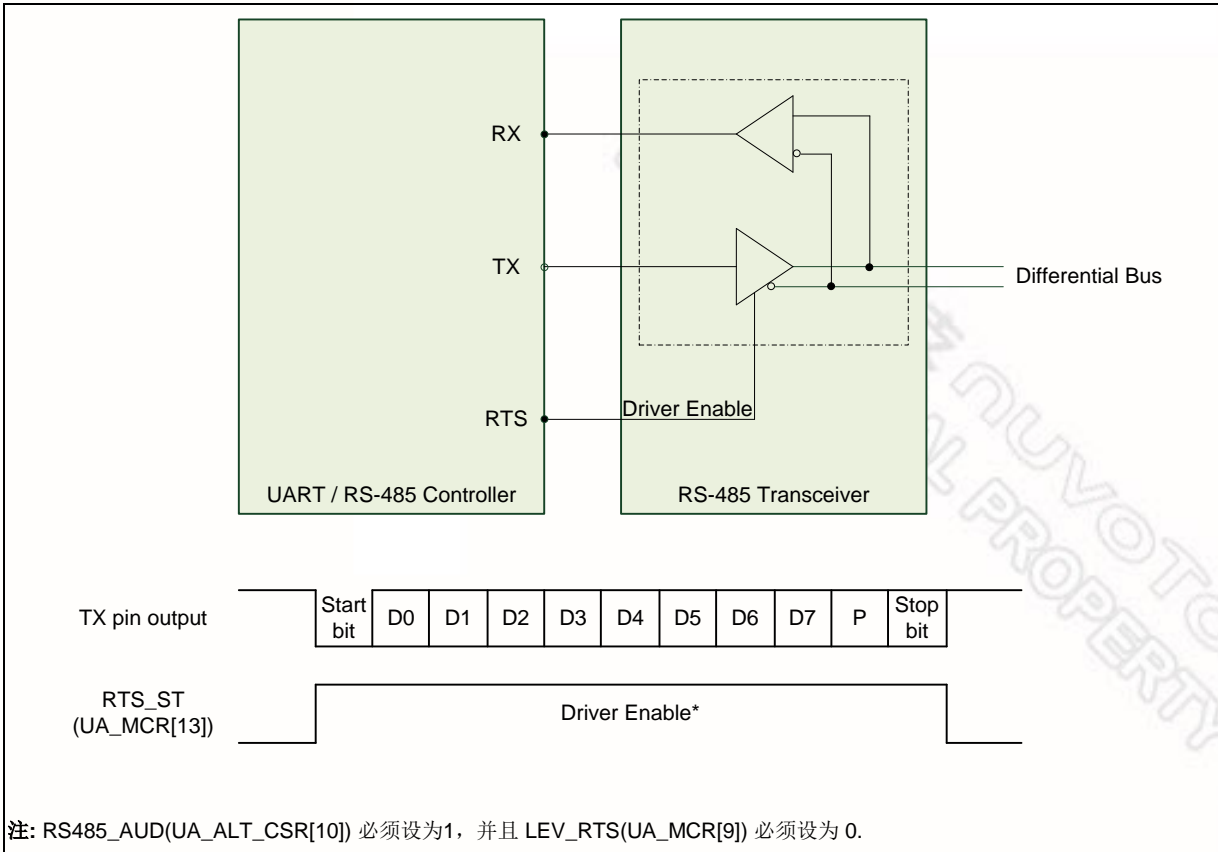 RX
TX
Differential Bus
RTS
Driver Enable
UART / RS-485 Controller
RS-485 Transceiver
TX pin output
Start bit
D0
D1
D2
D3
D4
D5
D6
D7
P
Stop bit
RTS_ST
(UA_MCR[13])
Driver Enable*
注: RS485_AUD(UA_ALT_CSR[10]) 必须设为1，并且 LEV_RTS(UA_MCR[9]) 必须设为 0.